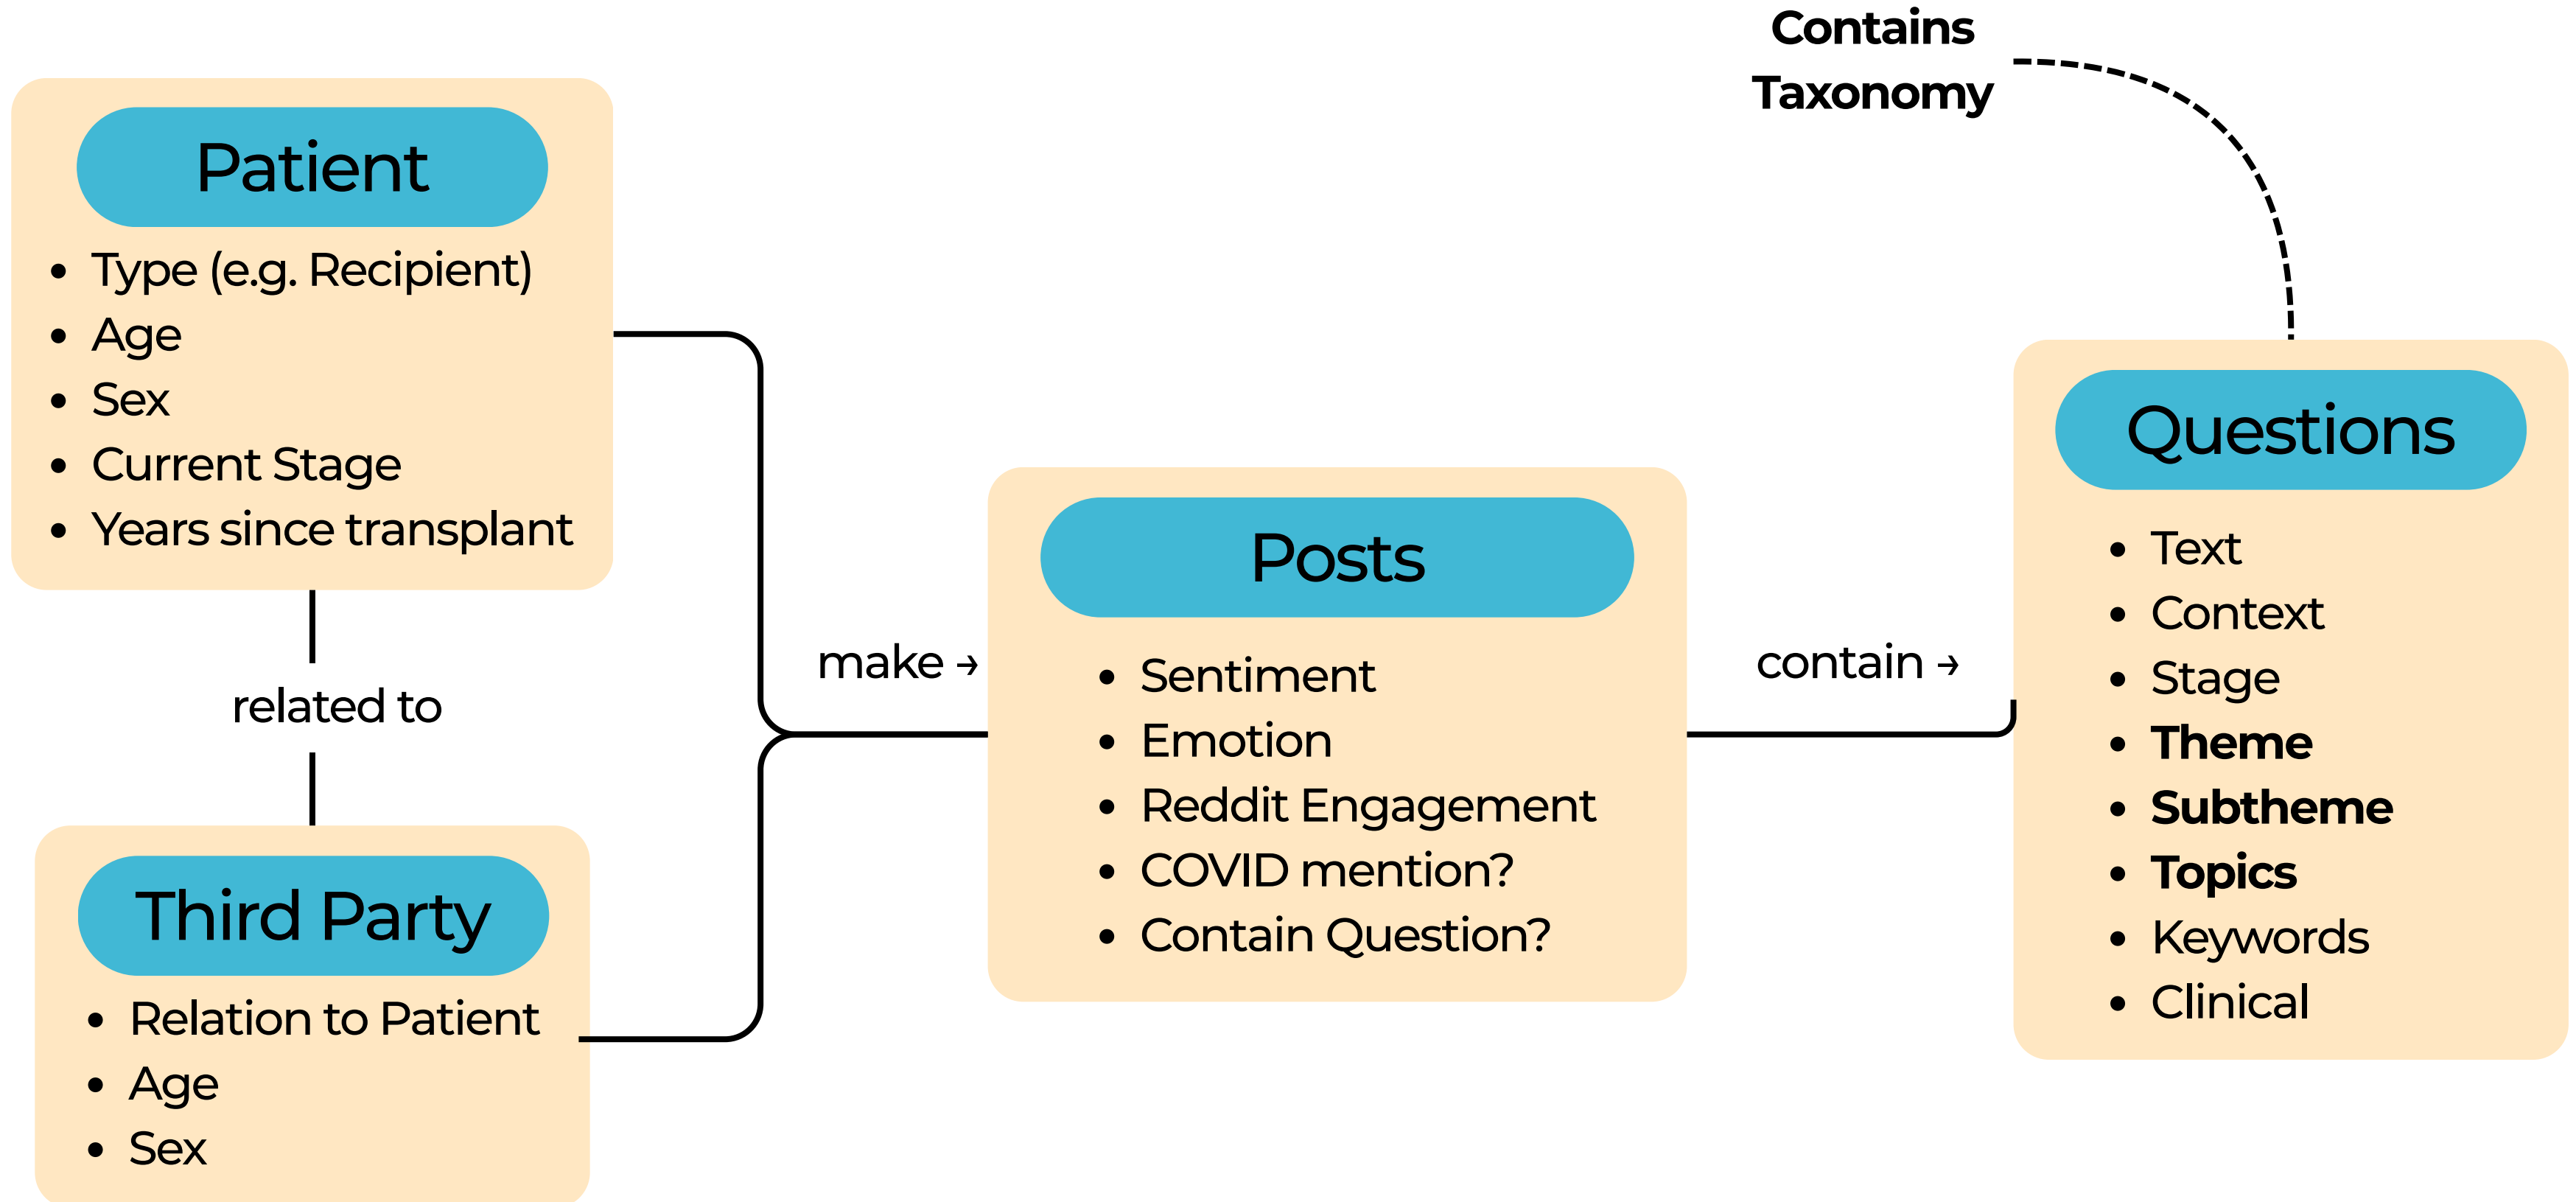 Contains
Taxonomy
Patient
• Type (e.g. Recipient)
• Age
• Sex
• Current Stage
• Years since transplant
related to
Third Party
• Relation to Patient
• Age
• Sex
make →
Posts
• Sentiment
• Emotion
• Reddit Engagement
• COVID mention?
• Contain Question?
contain →
Questions
• Text
• Context
• Stage
• Theme
• Subtheme
• Topics
• Keywords
• Clinical